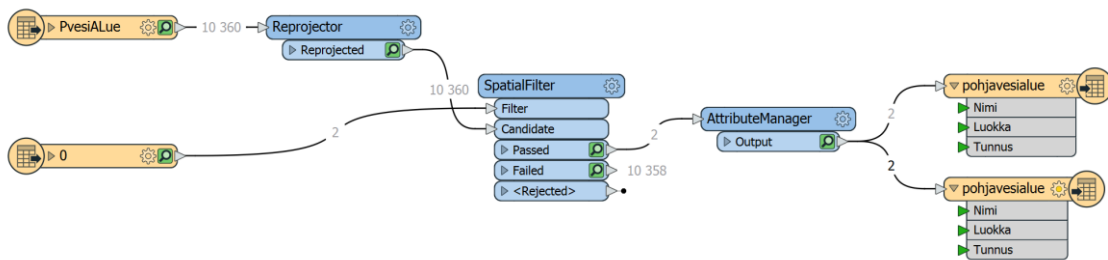 PvesiALue
10 360
Reprojector
Reprojected
10 360
SpatialFilter
Filter
Candidate
Passed
Failed
<Rejected>
0
2
2
10 358
AttributeManager
Output
2
2
pohjavesialue
Nimi
Luokka
Tunnus
pohjavesialue
Nimi
Luokka
Tunnus